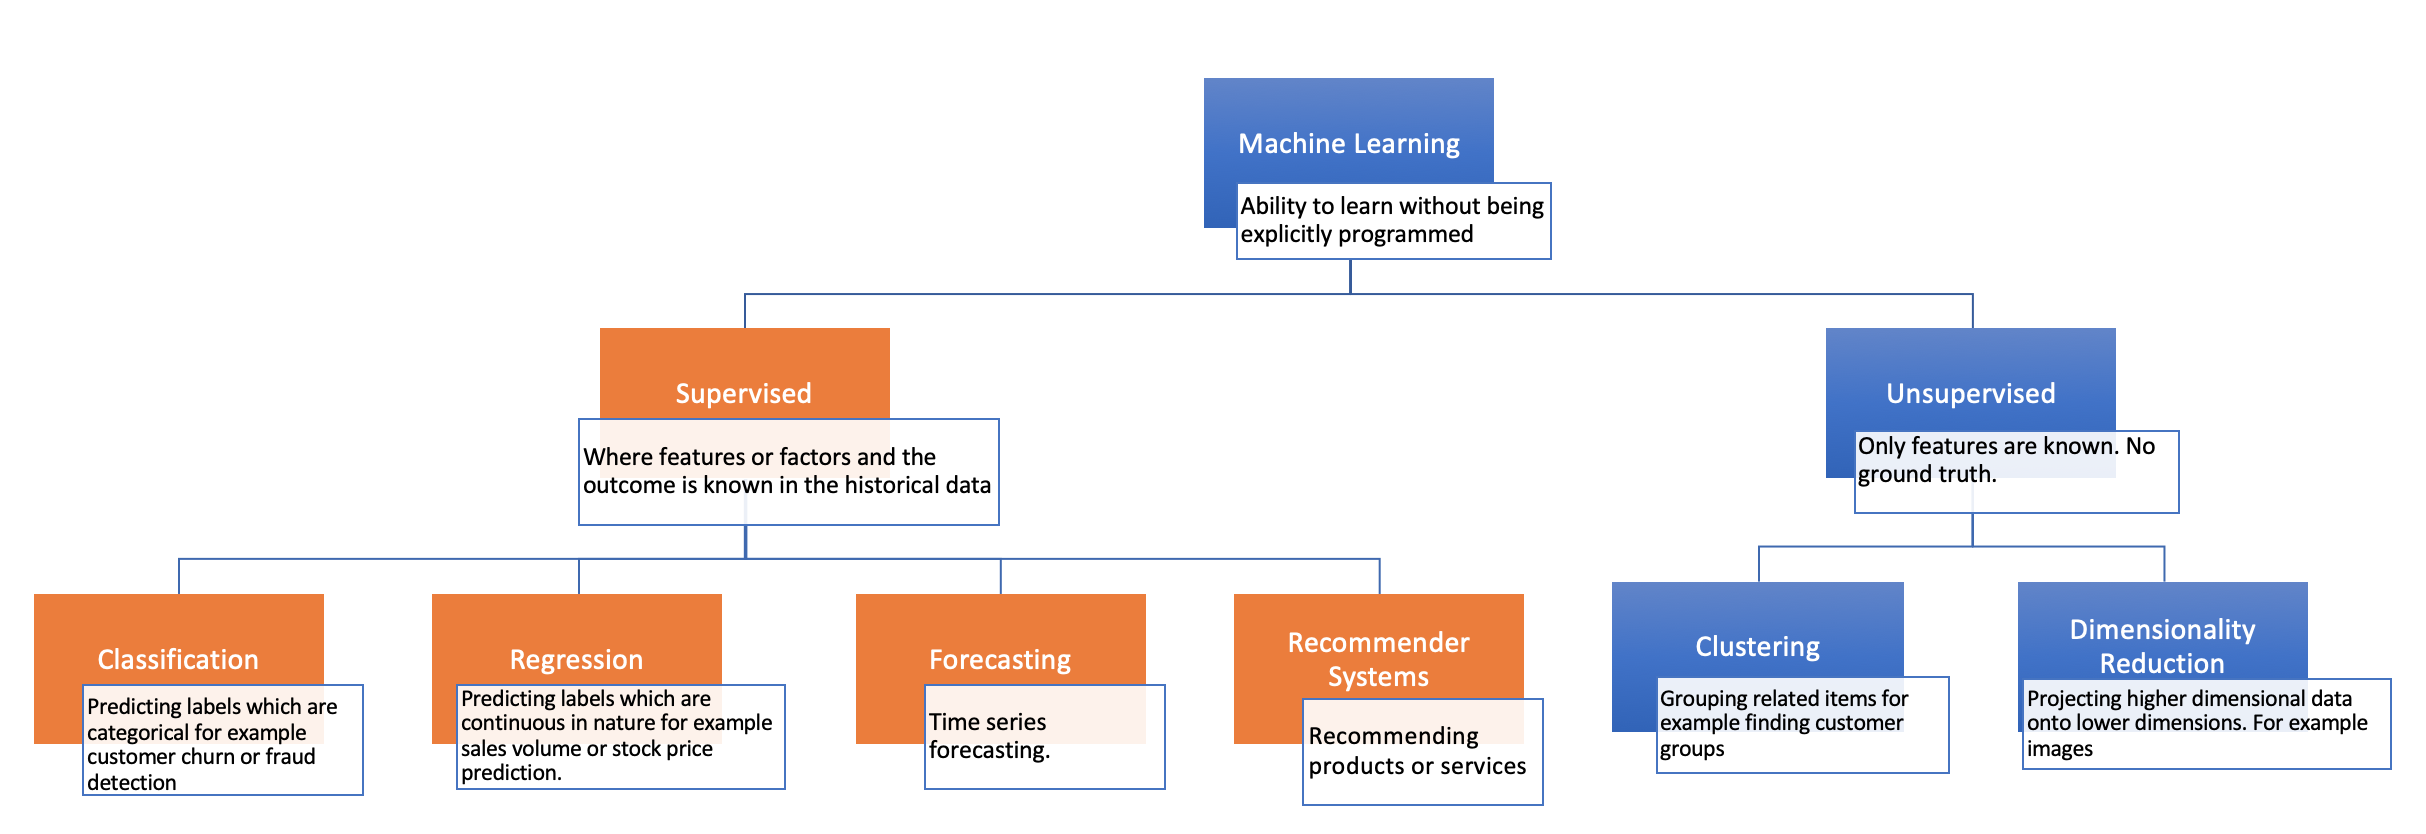 Machine Learning
Ability to learn without being
explicitly programmed
Supervised
Where features or factors and the
outcome is known in the historical data
Unsupervised
Only features are known. No
ground truth.
Classification
Predicting labels which are
categorical for example
customer churn or fraud
detection
Regression
Predicting labels which are
continuous in nature for example
sales volume or stock price
prediction.
Forecasting
Time series
forecasting.
Recommender
Systems
Recommending
products or services
Clustering
Grouping related items for
example finding customer
groups
Dimensionality
Reduction
Projecting higher dimensional data
onto lower dimensions. For example
images